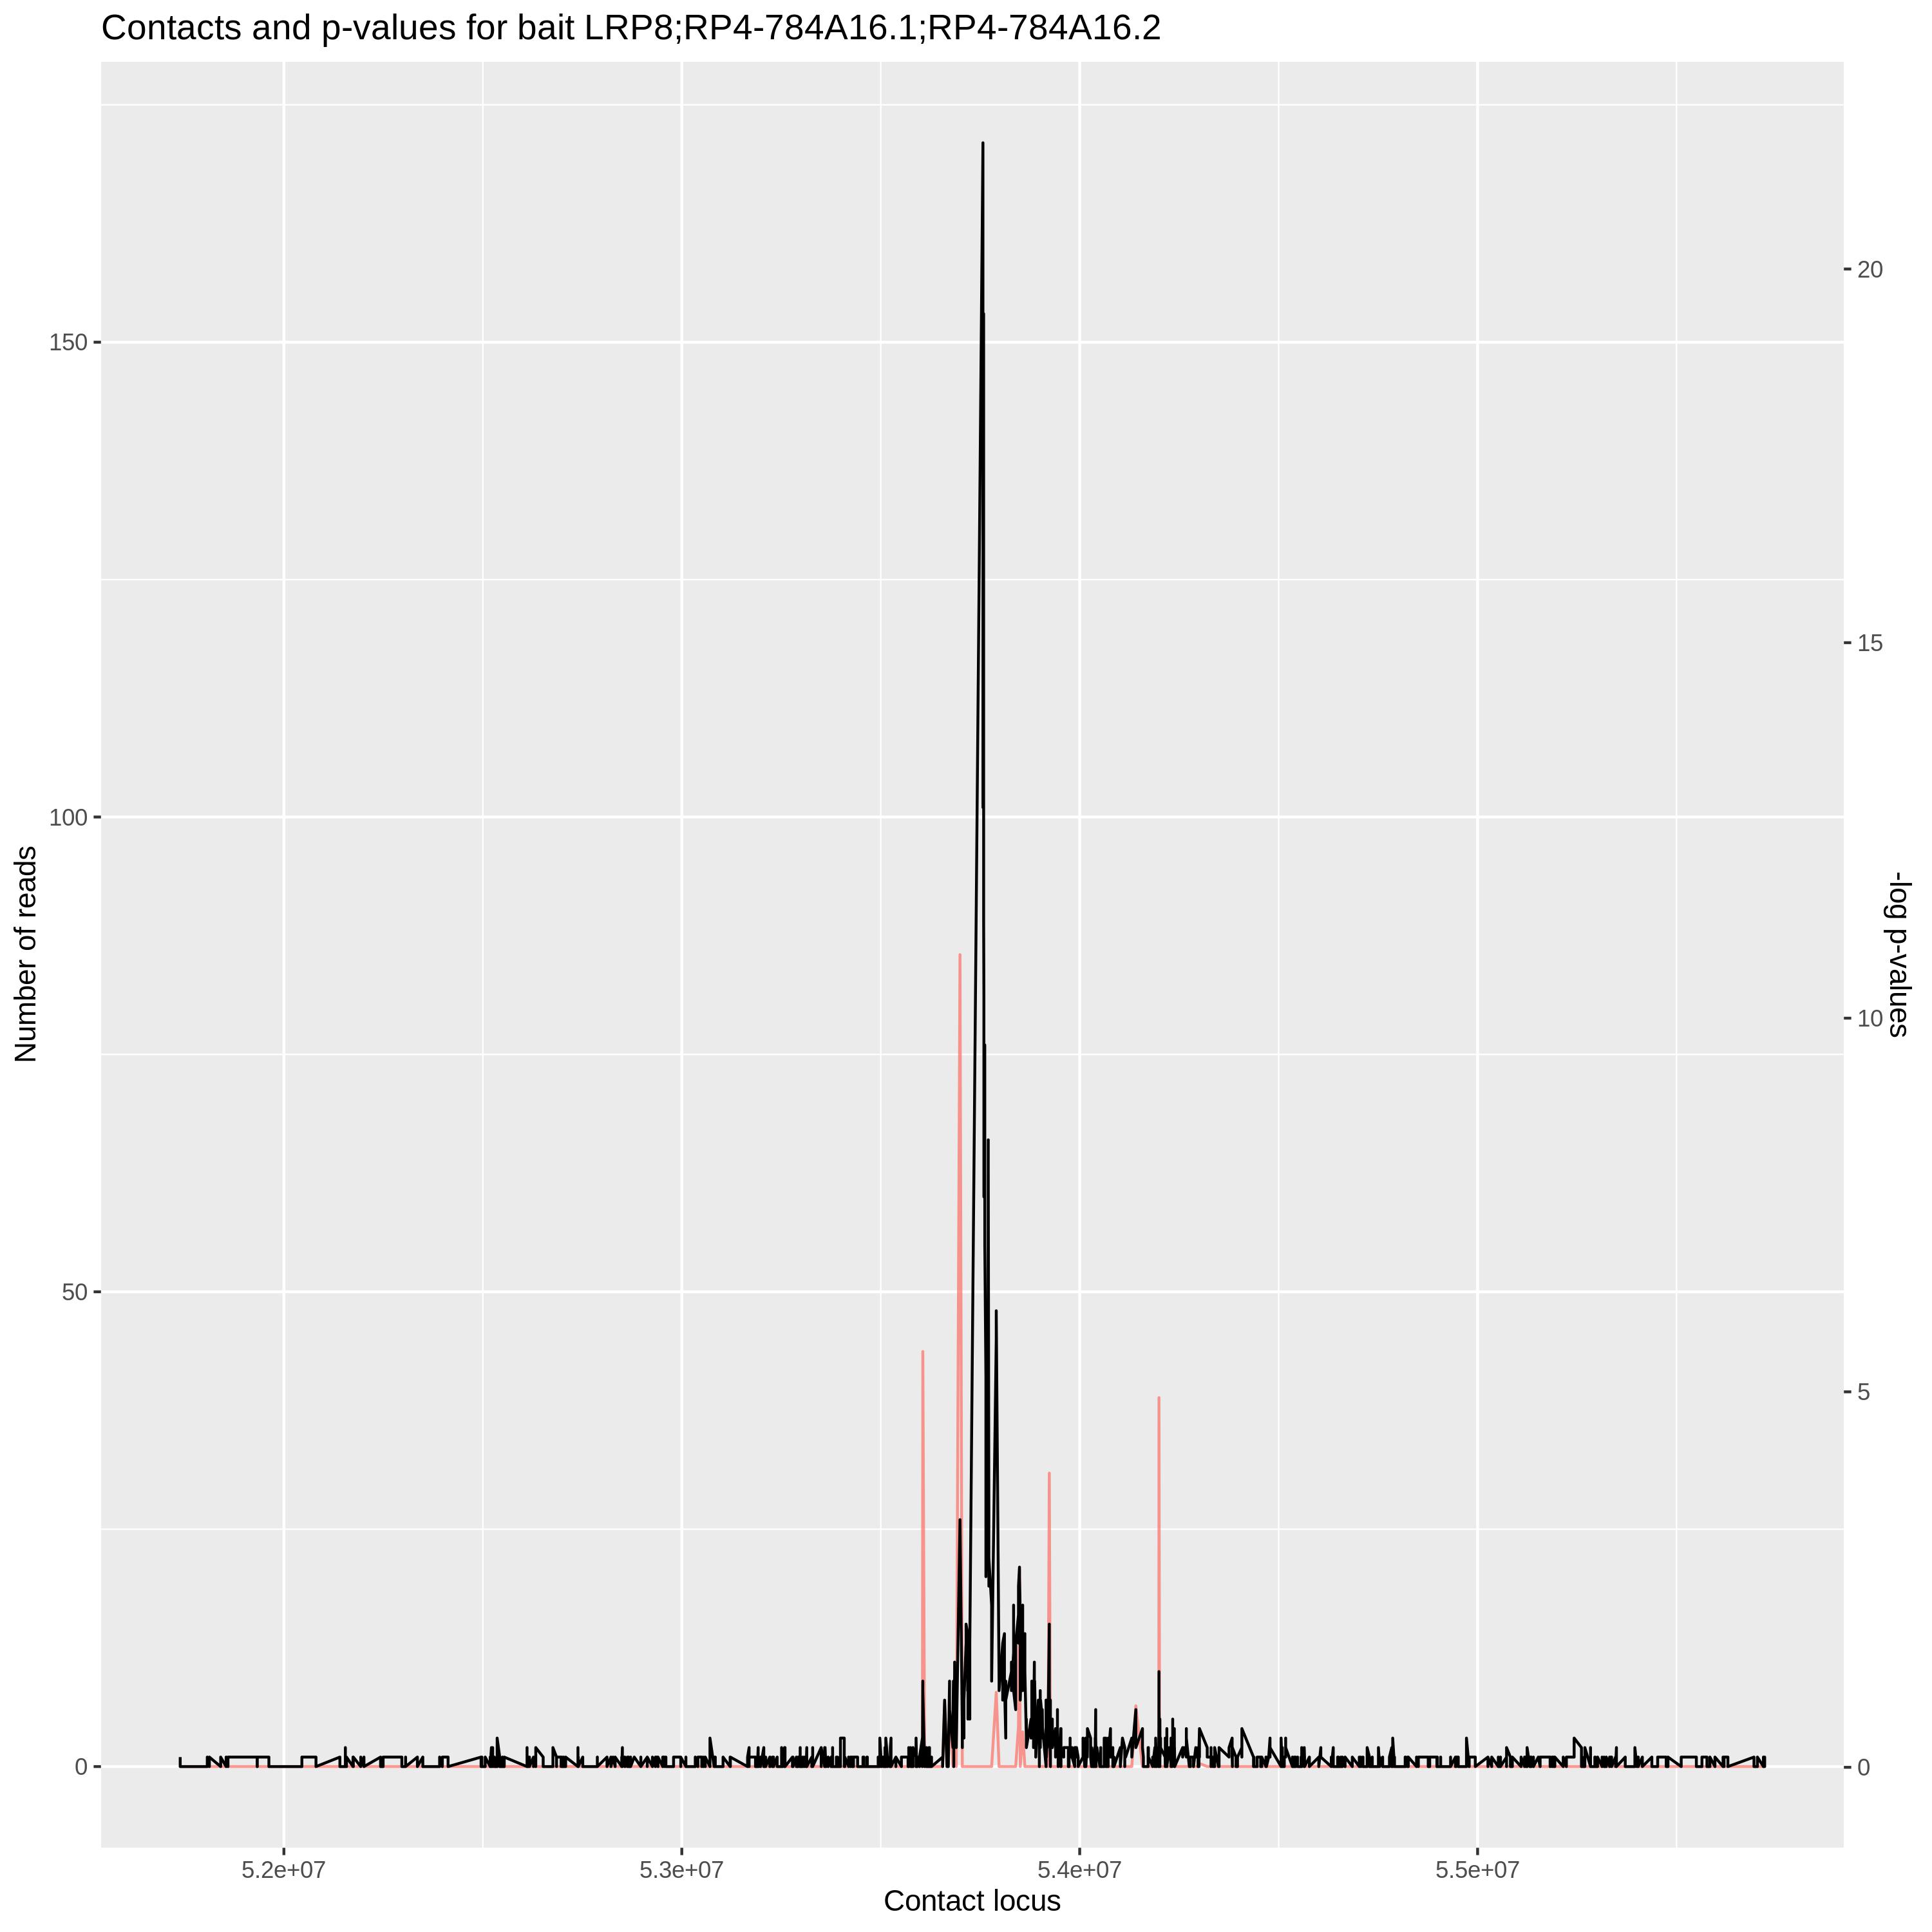 Contacts and p-values for bait LRP8;RP4-784A16.1;RP4-784A16.2
Number of reads
150
100
50
0
20
15
10
5
0
-log p-values
5.2e+07
5.3e+07
5.4e+07
5.5e+07
Contact locus